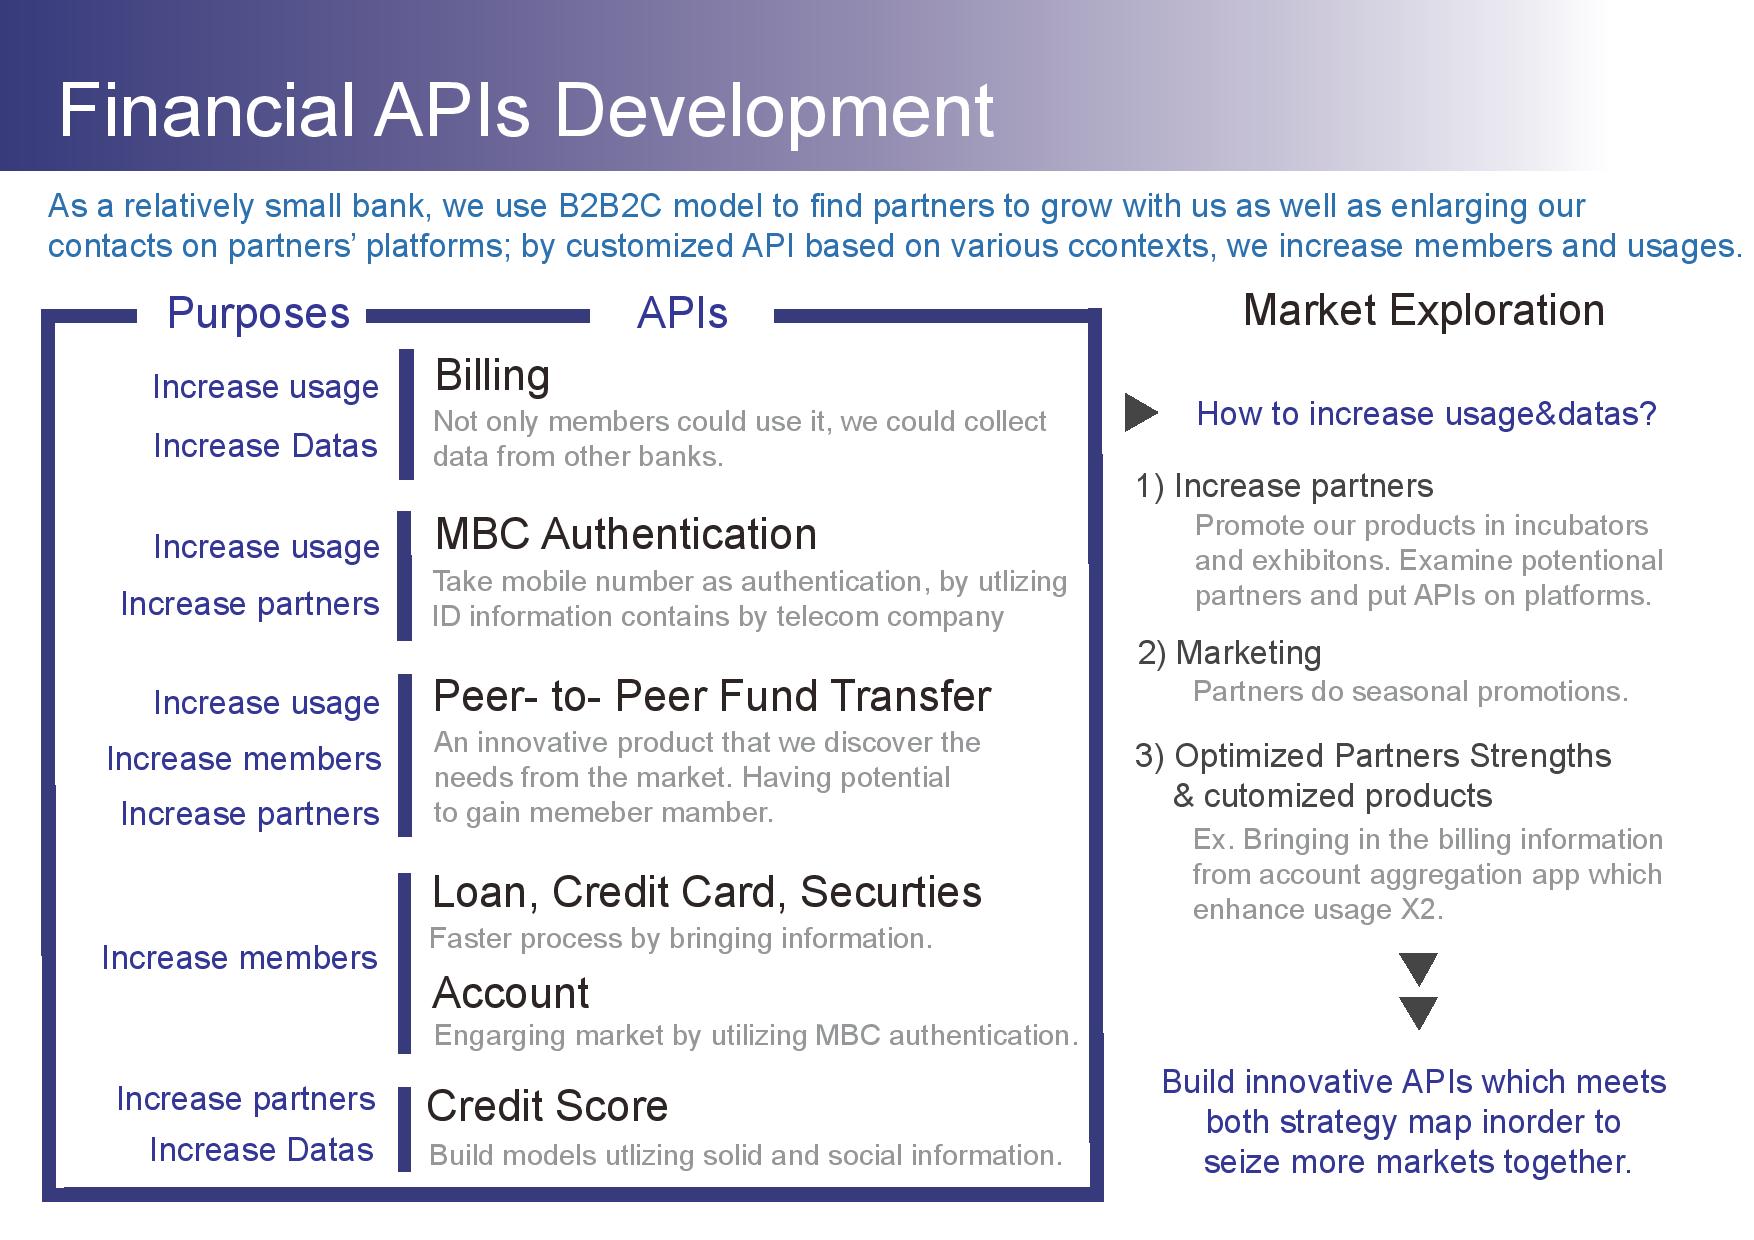 Financial APIs Development
As a relatively small bank, we use B2B2C model to find partners to grow with us as well as enlarging our
contacts on partners’ platforms; by customized API based on various ccontexts, we increase members and usages.
Purposes
APIs
Increase usage
Increase Datas
Billing
Not only members could use it, we could collect
data from other banks.
Increase usage
Increase partners
MBC Authentication
Take mobile number as authentication, by utlizing
ID information contains by telecom company
Increase usage
Increase members
Increase partners
Peer- to- Peer Fund Transfer
An innovative product that we discover the
needs from the market. Having potential
to gain memeber mamber.
Increase members
Loan, Credit Card, Securties
Faster process by bringing information.
Account
Engarging market by utilizing MBC authentication.
Increase partners
Increase Datas
Credit Score
Build models utlizing solid and social information.
Market Exploration
How to increase usage&datas?
1) Increase partners
Promote our products in incubators
and exhibitons. Examine potentional
partners and put APIs on platforms.
2) Marketing
Partners do seasonal promotions.
3) Optimized Partners Strengths
& cutomized products
Ex. Bringing in the billing information
from account aggregation app which
enhance usage X2.
Build innovative APIs which meets
both strategy map inorder to
seize more markets together.